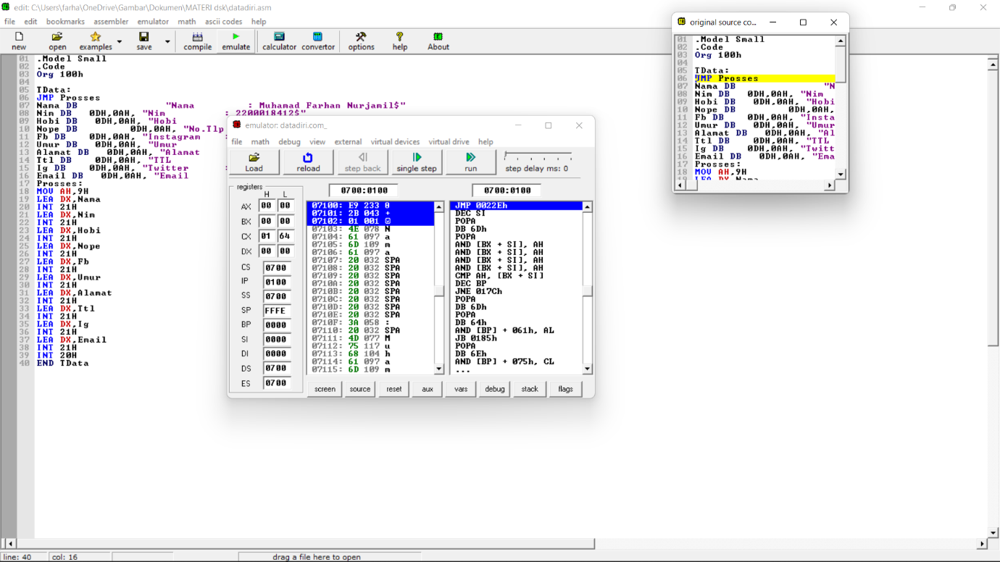 edit: C:\Users\farha\OneDrive\Gambar\Dokumen\MATERI dsk\datadiri.asm
file edit bookmarks assembler emulator math ascii codes help
new open examples save compile emulate calculator convertor options help About
01 .Model Small
02 .Code
03 Org 100h
04
05 TData:
06 JMP Prosses
07 Nama DB "Nama : Muhamad Farhan Nurjamil$"
08 Nim DB 0DH,0AH, "Nim : 2200018412$"
09 Hobi DB 0DH,0AH, "Hobi
10 Nope DB 0DH,0AH, "No.Tlp
11 Fb DB 0DH,0AH, "Instagram :
12 Umur DB 0DH,0AH, "Umur
13 Alamat DB 0DH,0AH, "Alamat
14 Ttl DB 0DH,0AH, "TTL
15 Ig DB 0DH,0AH, "Twitter :
16 Email DB 0DH,0AH, "Email
17 Prosses:
18 MOV AH,9H
19 LEA DX,Nama
20 INT 21H
21 LEA DX,Nim
22 INT 21H
23 LEA DX,Hobi
24 INT 21H
25 LEA DX,Nope
26 INT 21H
27 LEA DX,Fb
28 INT 21H
29 LEA DX,Umur
30 INT 21H
31 LEA DX,Alamat
32 INT 21H
33 LEA DX,Ttl
34 INT 21H
35 LEA DX,Ig
36 INT 21H
37 LEA DX,Email
38 INT 21H
39 INT 20H
40 END TData
emulator: datadiri.com_
file math debug view external virtual devices virtual drive help
Load reload step back single step run step delay ms: 0
registers
H L
AX 00 00
BX 00 00
CX 01 64
DX 00 00
CS 0700
IP 0100
SS 0700
SP FFFE
BP 0000
SI 0000
DI 0000
DS 0700
ES 0700
0700:0100
07100: E9 233 θ
07101: 2B 043 +
07102: 01 001 ☺
07103: 4E 078 N
07104: 61 097 a
07105: 6D 109 m
07106: 61 097 a
07107: 20 032 SPA
07108: 20 032 SPA
07109: 20 032 SPA
0710A: 20 032 SPA
0710B: 20 032 SPA
0710C: 20 032 SPA
0710D: 20 032 SPA
0710E: 20 032 SPA
0710F: 3A 058 :
07110: 20 032 SPA
07111: 4D 077 M
07112: 75 117 u
07113: 68 104 h
07114: 61 097 a
07115: 6D 109 m
0700:0100
JMP 0022Eh
DEC SI
POPA
DB 6Dh
POPA
AND [BX + SI], AH
AND [BX + SI], AH
AND [BX + SI], AH
AND [BX + SI], AH
CMP AH, [BX + SI]
DEC BP
JNE 017Ch
POPA
DB 6Dh
POPA
DB 64h
AND [BP] + 061h, AL
JB 0185h
POPA
DB 6Eh
AND [BP] + 075h, CL
...
screen source reset aux vars debug stack flags
original source co...
01 .Model Small
02 .Code
03 Org 100h
04
05 TData:
06 JMP Prosses
07 Nama DB "N
08 Nim DB 0DH,0AH, "Nim
09 Hobi DB 0DH,0AH, "Hobi
10 Nope DB 0DH,0AH,
11 Fb DB 0DH,0AH, "Insta
12 Umur DB 0DH,0AH, "Umur
13 Alamat DB 0DH,0AH, "Al
14 Ttl DB 0DH,0AH, "TTL
15 Ig DB 0DH,0AH, "Twitt
16 Email DB 0DH,0AH, "Ema
17 Prosses:
18 MOV AH,9H
19 LEA DX,Nama
line: 40 col: 16 drag a file here to open